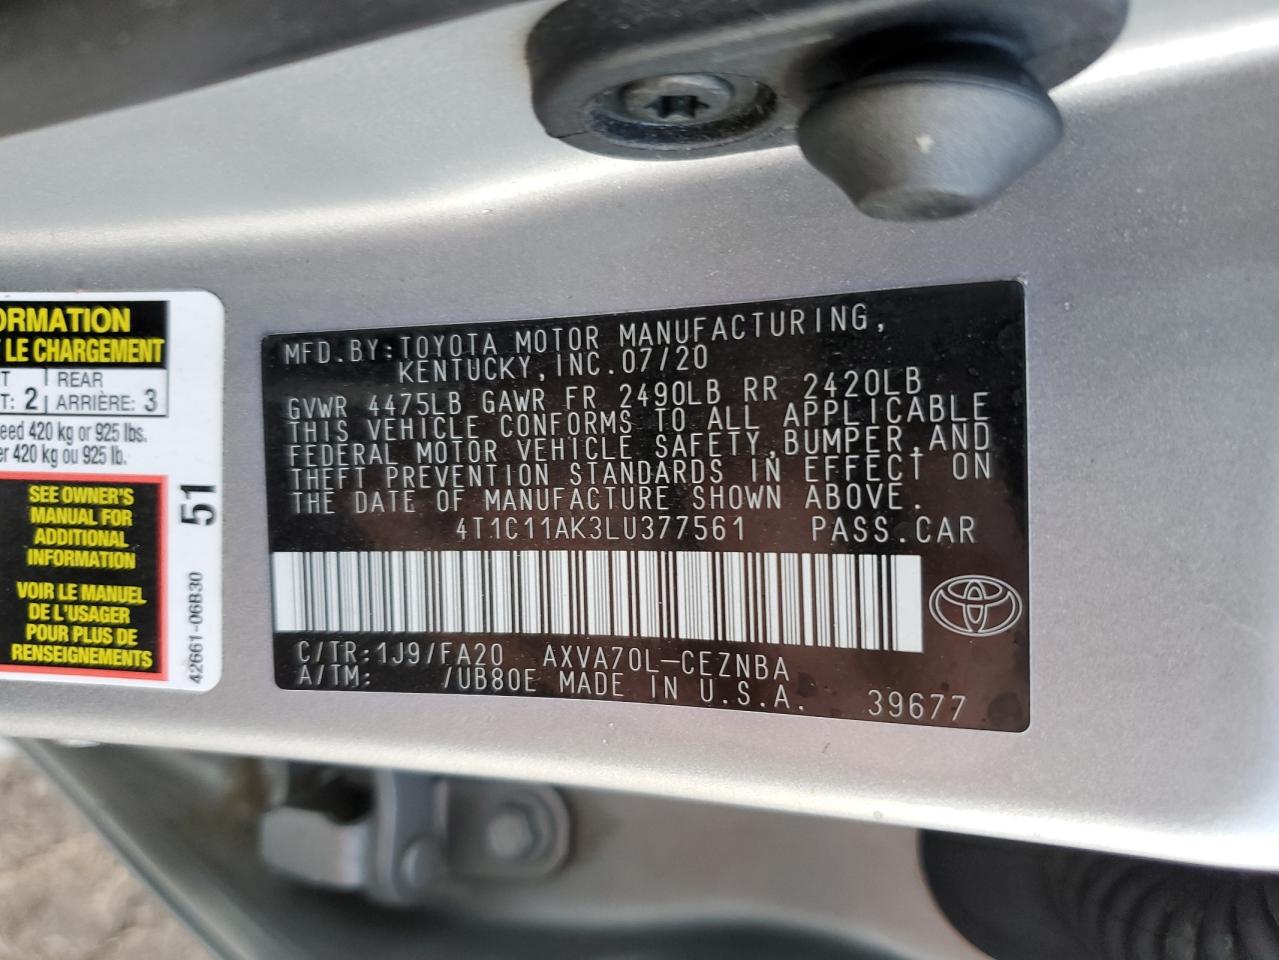 ORMATION
LE CHARGEMENT
T | REAR
T: 2 | ARRIÈRE: 3
eed 420 kg or 925 lbs.
er 420 kg ou 925 lb.
SEE OWNER'S
MANUAL FOR
ADDITIONAL
INFORMATION
VOIR LE MANUEL
DE L'USAGER
POUR PLUS DE
RENSEIGNEMENTS
51
42661-06B30
MFD.BY:TOYOTA MOTOR MANUFACTURING,
KENTUCKY,INC.07/20
GVWR 4475LB GAWR FR 2490LB RR 2420LB
THIS VEHICLE CONFORMS TO ALL APPLICABLE
FEDERAL MOTOR VEHICLE SAFETY,BUMPER,AND
THEFT PREVENTION STANDARDS IN EFFECT ON
THE DATE OF MANUFACTURE SHOWN ABOVE.
4T1C11AK3LU377561 PASS.CAR
C/TR:1J9/FA20 AXVA70L-CEZNBA
A/TM: /UB80E MADE IN U.S.A. 39677